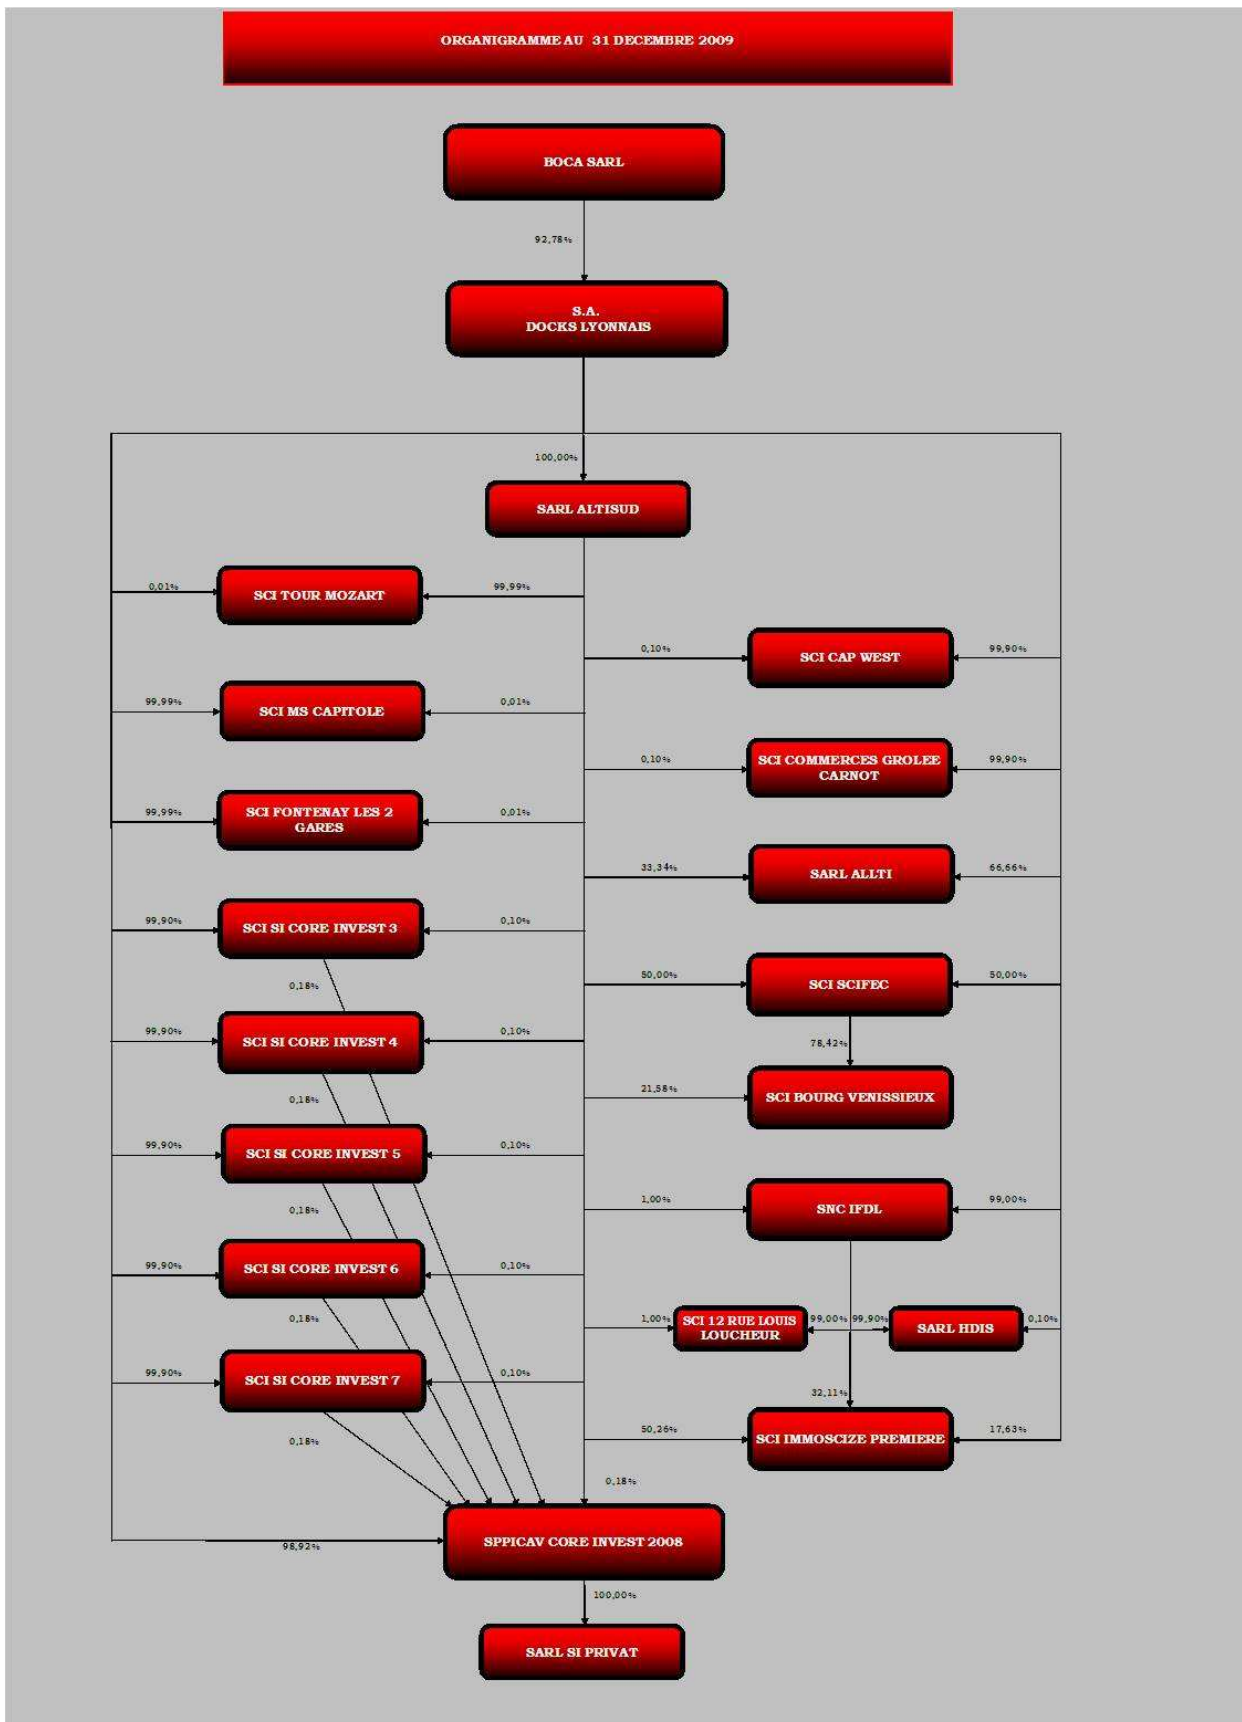 ORGANIGRAMME AU 31 DECEMBRE 2009
BOCA SARL
92,78%
S.A.
DOCKS LYONNAIS
100,00%
SARL ALTISUD
0,01%
SCI TOUR MOZART
99,99%
0,10%
SCI CAP WEST
99,90%
99,99%
SCI MS CAPITOLE
0,01%
0,10%
SCI COMMERCES GROLEE
CARNOT
99,90%
99,99%
SCI FONTENAY LES 2
GARES
0,01%
33,34%
SARL ALLTI
66,66%
99,90%
SCI SI CORE INVEST 3
0,10%
0,18%
50,00%
SCI SCIFEC
50,00%
99,90%
SCI SI CORE INVEST 4
0,10%
78,42%
0,18%
21,58%
SCI BOURG VENISSIEUX
99,90%
SCI SI CORE INVEST 5
0,10%
0,18%
1,00%
SNC IFDL
99,00%
99,90%
SCI SI CORE INVEST 6
0,10%
0,18%
1,00%
SCI 12 RUE LOUIS
LOUCHEUR
99,00%
99,90%
SARL HDIS
0,10%
99,90%
SCI SI CORE INVEST 7
0,10%
32,11%
0,18%
50,26%
SCI IMMOSCIZE PREMIERE
17,63%
0,18%
98,92%
SPPICAV CORE INVEST 2008
100,00%
SARL SI PRIVAT